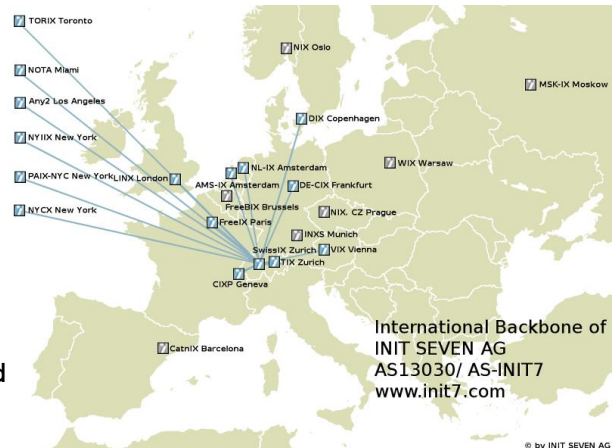 TORIX Toronto
NIX Oslo
NOTA Miami
MSK-IX Moskow
Any2 Los Angeles
DIX Copenhagen
NYIIX New York
WIX Warsaw
NL-IX Amsterdam
PAIX-NYC New York
LINX London
AMS-IX Amsterdam
DE-CIX Frankfurt
FreeBIX Brussels
NYCX New York
NIX. CZ Prague
FreeIX Paris
INXS Munich
SwissIX Zurich
VIX Vienna
TIX Zurich
CIXP Geneva
International Backbone of
INIT SEVEN AG
AS13030/ AS-INIT7
www.init7.com
CatnIX Barcelona
d
© by INIT SEVEN AG